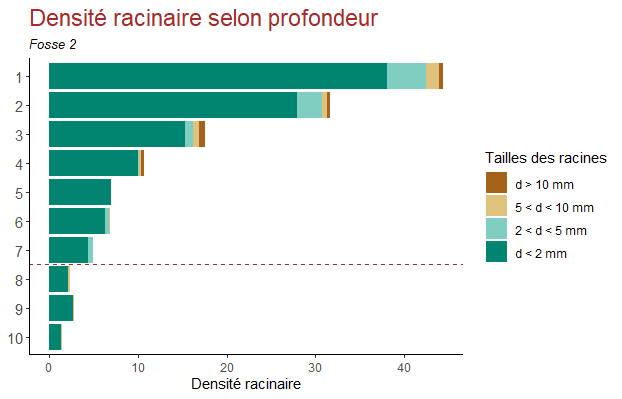 Densité racinaire selon profondeur
Fosse 2
1
2
3
4
5
6
7
8
9
10
0 10 20 30 40
Densité racinaire
Tailles des racines
d > 10 mm
5 < d < 10 mm
2 < d < 5 mm
d < 2 mm